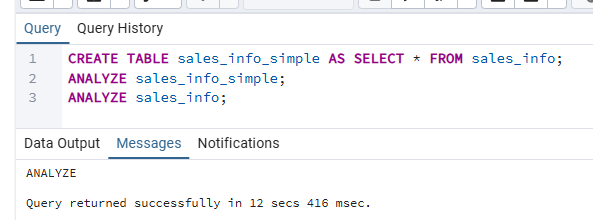 Query Query History
1 CREATE TABLE sales_info_simple AS SELECT * FROM sales_info;
2 ANALYZE sales_info_simple;
3 ANALYZE sales_info;
Data Output Messages Notifications
ANALYZE
Query returned successfully in 12 secs 416 msec.